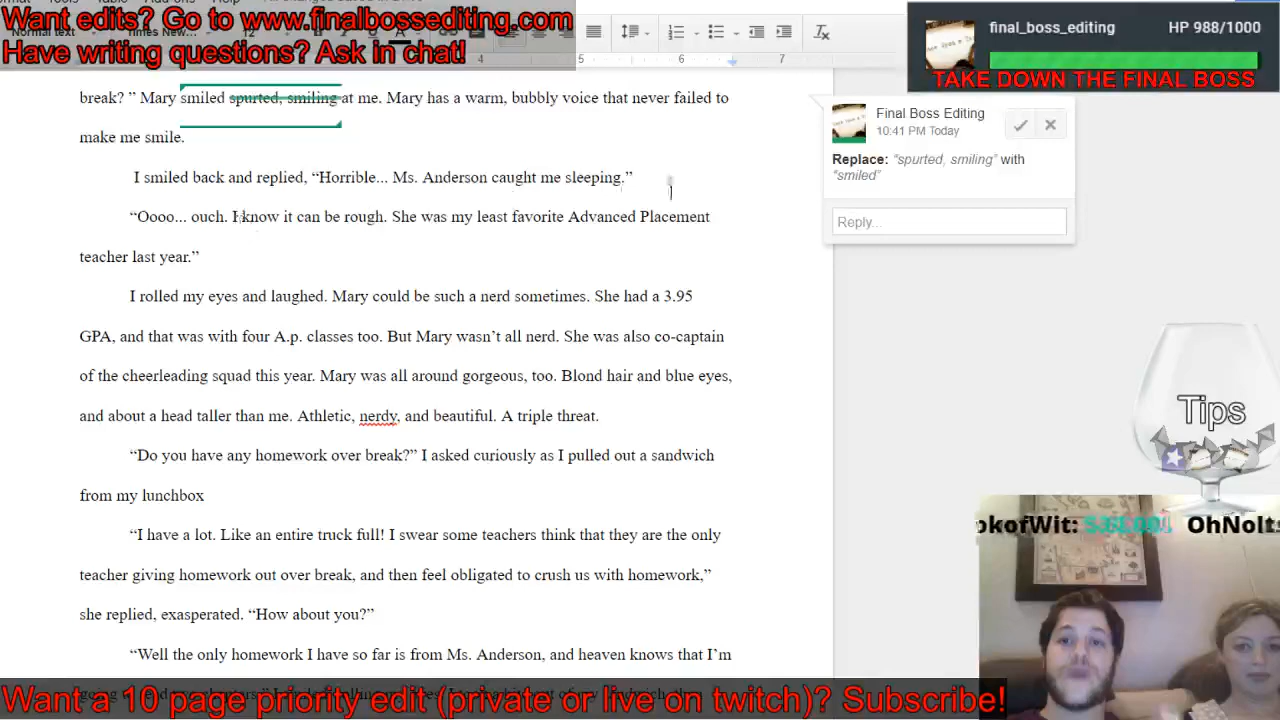 Want edits? Go to www.finalbossediting.com
Have writing questions? Ask in chat!
final_boss_editing HP 988/1000
TAKE DOWN THE FINAL BOSS
4 5 6 7
break? ” Mary smiled spurted, smiling at me. Mary has a warm, bubbly voice that never failed to
make me smile.
I smiled back and replied, “Horrible... Ms. Anderson caught me sleeping.”
“Oooo... ouch. I know it can be rough. She was my least favorite Advanced Placement
teacher last year.”
I rolled my eyes and laughed. Mary could be such a nerd sometimes. She had a 3.95
GPA, and that was with four A.p. classes too. But Mary wasn’t all nerd. She was also co-captain
of the cheerleading squad this year. Mary was all around gorgeous, too. Blond hair and blue eyes,
and about a head taller than me. Athletic, nerdy, and beautiful. A triple threat.
“Do you have any homework over break?” I asked curiously as I pulled out a sandwich
from my lunchbox
“I have a lot. Like an entire truck full! I swear some teachers think that they are the only
teacher giving homework out over break, and then feel obligated to crush us with homework,”
she replied, exasperated. “How about you?”
“Well the only homework I have so far is from Ms. Anderson, and heaven knows that I’m
Final Boss Editing
10:41 PM Today
Replace: “spurted, smiling” with
“smiled”
Reply...
Tips
okofWit: OhNolts
Want a 10 page priority edit (private or live on twitch)? Subscribe!